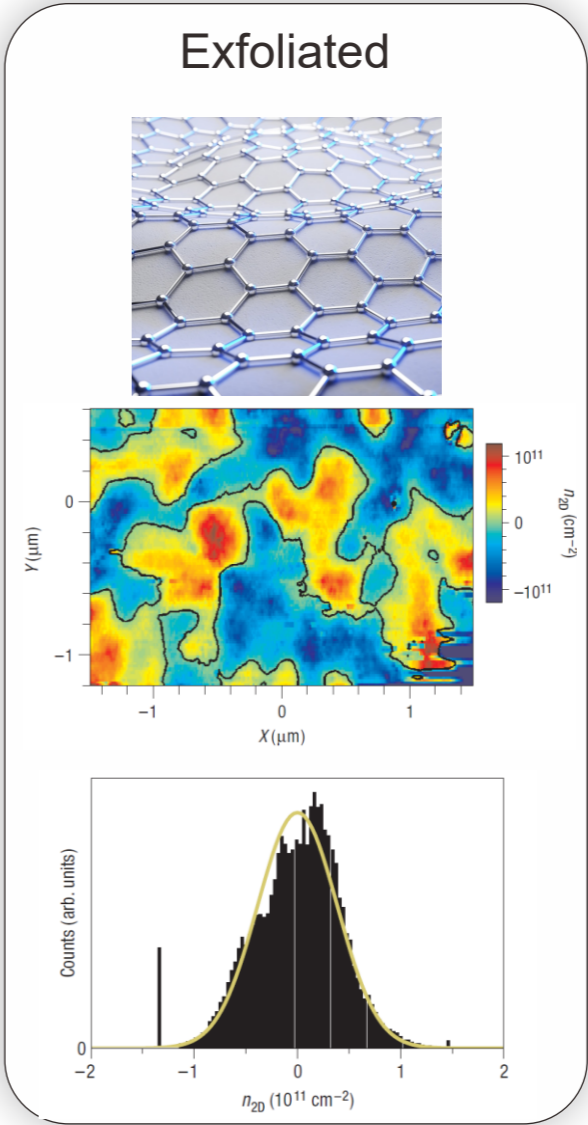 Exfoliated
Y (μm)
0
−1
−1
0
1
X (μm)
10¹¹
0
−10¹¹
n₂D (cm⁻²)
Counts (arb. units)
0
−2
−1
0
1
2
n₂D (10¹¹ cm⁻²)